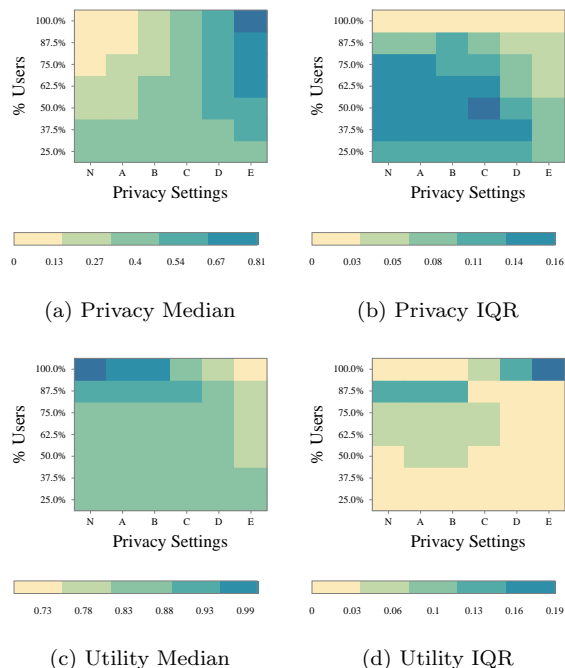 100.0%
87.5%
75.0%
62.5%
50.0%
37.5%
25.0%
% Users
N A B C D E
Privacy Settings
0 0.13 0.27 0.4 0.54 0.67 0.81
(a) Privacy Median
100.0%
87.5%
75.0%
62.5%
50.0%
37.5%
25.0%
% Users
N A B C D E
Privacy Settings
0 0.03 0.05 0.08 0.11 0.14 0.16
(b) Privacy IQR
100.0%
87.5%
75.0%
62.5%
50.0%
37.5%
25.0%
% Users
N A B C D E
Privacy Settings
0.73 0.78 0.83 0.88 0.93 0.99
(c) Utility Median
100.0%
87.5%
75.0%
62.5%
50.0%
37.5%
25.0%
% Users
N A B C D E
Privacy Settings
0 0.03 0.06 0.1 0.13 0.16 0.19
(d) Utility IQR